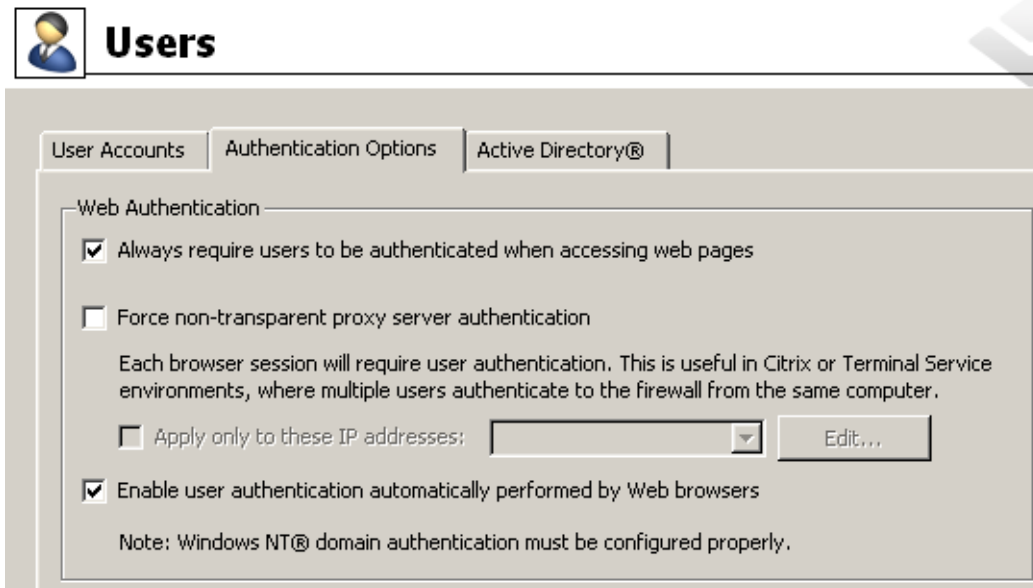 Users
User Accounts
Authentication Options
Active Directory®
Web Authentication
Always require users to be authenticated when accessing web pages
Force non-transparent proxy server authentication
Each browser session will require user authentication. This is useful in Citrix or Terminal Service
environments, where multiple users authenticate to the firewall from the same computer.
Apply only to these IP addresses:
Edit...
Enable user authentication automatically performed by Web browsers
Note: Windows NT® domain authentication must be configured properly.